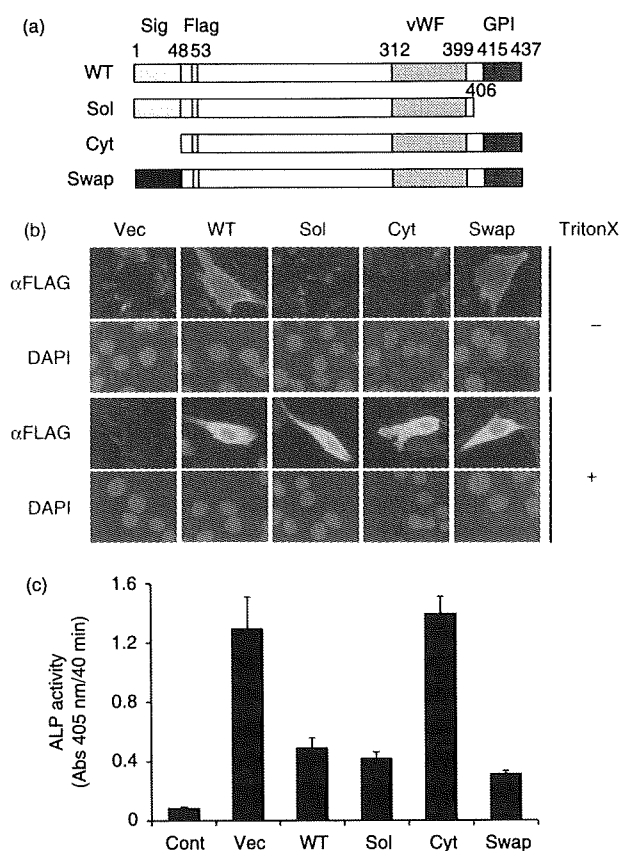 (a)
Sig Flag vWF GPI
1 48 53 312 399 415 437
WT
406
Sol
Cyt
Swap
(b) Vec WT Sol Cyt Swap TritonX
αFLAG
−
DAPI
αFLAG
+
DAPI
(c)
1.6
1.2
0.8
0.4
0
ALP activity
(Abs 405 nm/40 min)
Cont Vec WT Sol Cyt Swap